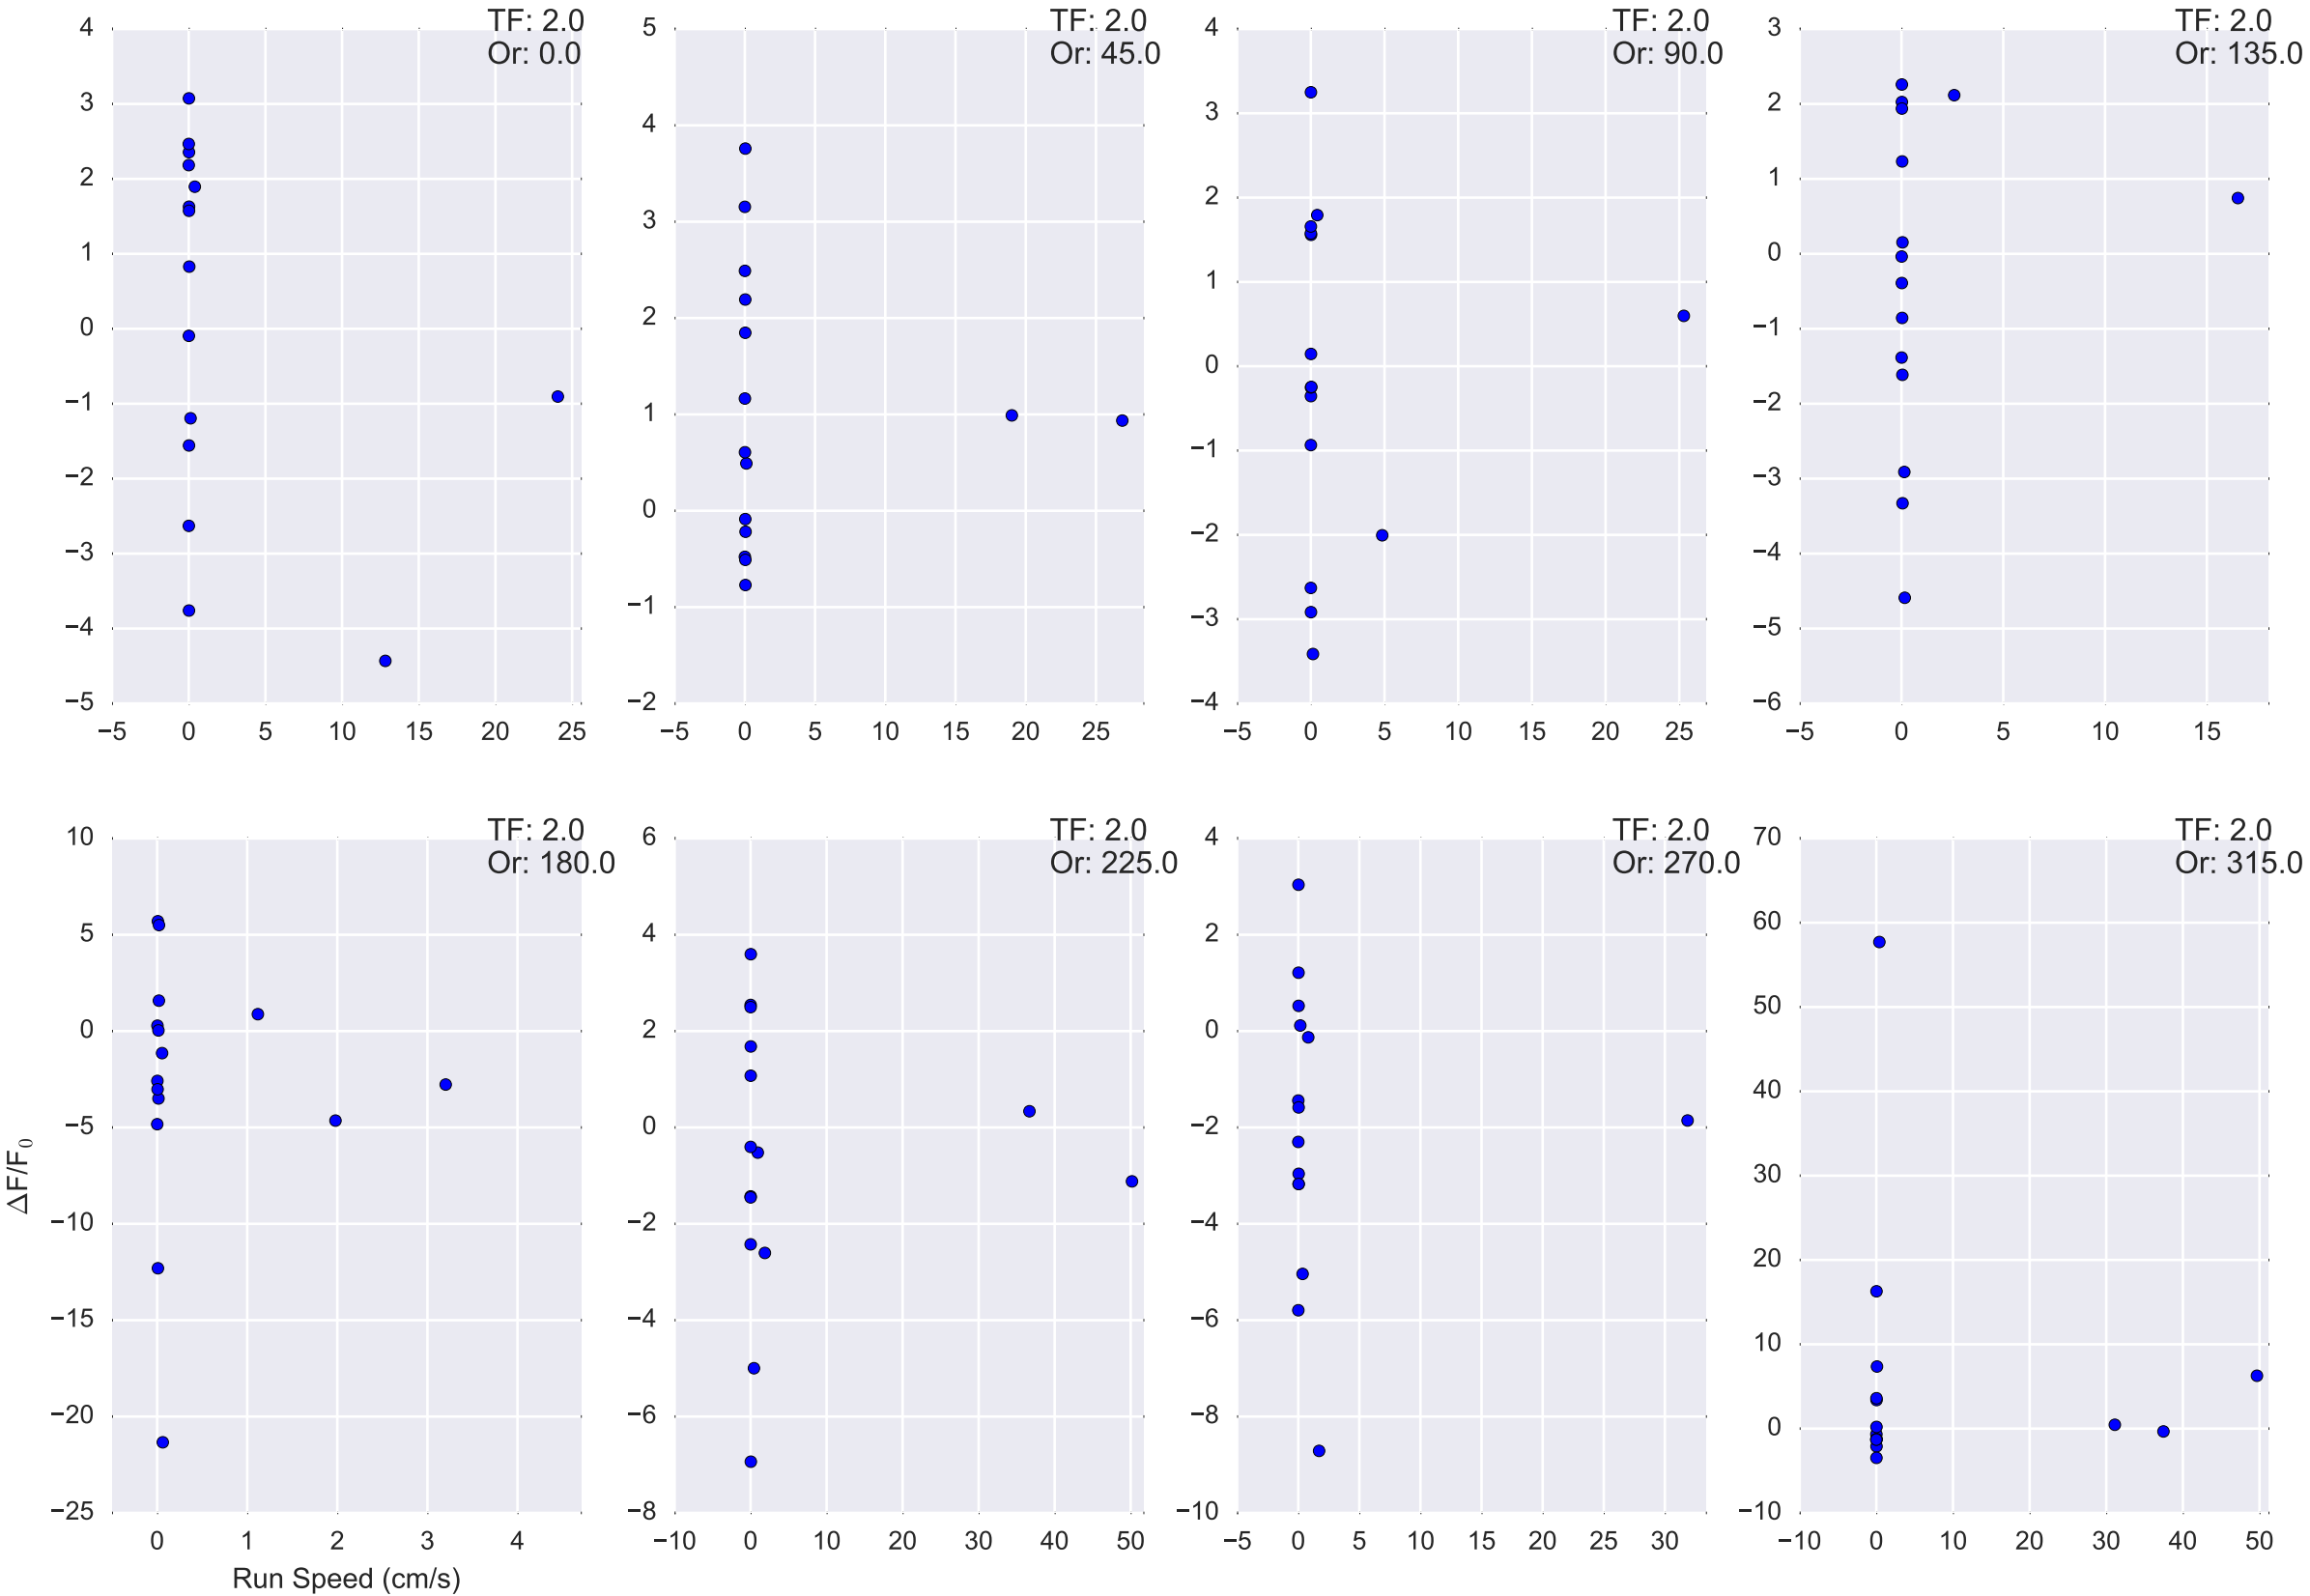 TF: 2.0
Or: 0.0
4
3
2
1
0
−1
−2
−3
−4
−5
−5 0 5 10 15 20 25
TF: 2.0
Or: 45.0
5
4
3
2
1
0
−1
−2
−5 0 5 10 15 20 25
TF: 2.0
Or: 90.0
4
3
2
1
0
−1
−2
−3
−4
−5 0 5 10 15 20 25
TF: 2.0
Or: 135.0
3
2
1
0
−1
−2
−3
−4
−5
−6
−5 0 5 10 15
TF: 2.0
Or: 180.0
10
5
0
−5
−10
−15
−20
−25
0 1 2 3 4
Run Speed (cm/s)
ΔF/F₀
TF: 2.0
Or: 225.0
6
4
2
0
−2
−4
−6
−8
−10 0 10 20 30 40 50
TF: 2.0
Or: 270.0
4
2
0
−2
−4
−6
−8
−10
−5 0 5 10 15 20 25 30
TF: 2.0
Or: 315.0
70
60
50
40
30
20
10
0
−10
−10 0 10 20 30 40 50